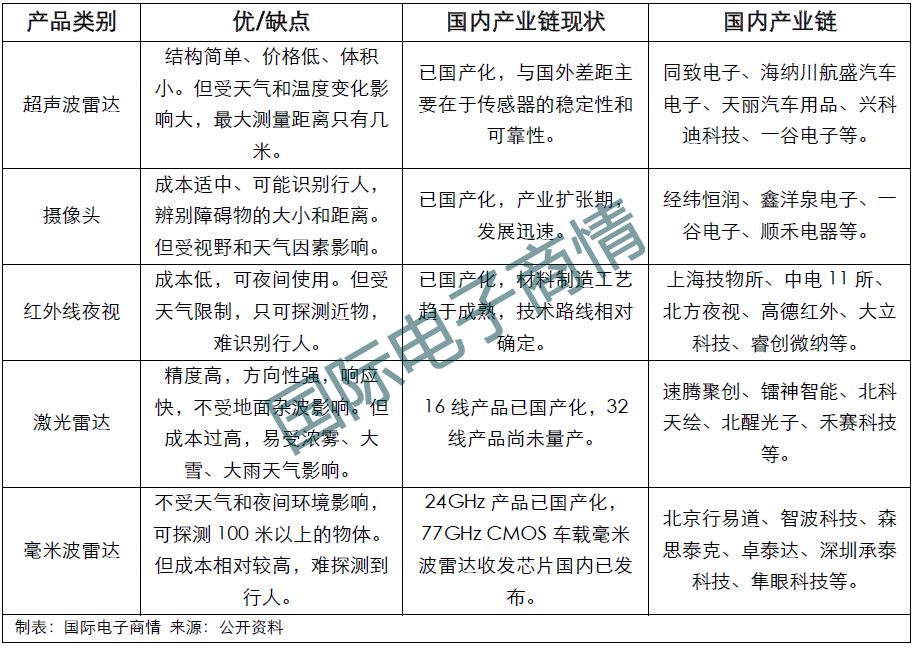 产品类别
优/缺点
国内产业链现状
国内产业链
超声波雷达
结构简单、价格低、体积
小。但受天气和温度变化影
响大，最大测量距离只有几
米。
已国产化，与国外差距主
要在于传感器的稳定性和
可靠性。
同致电子、海纳川航盛汽车
电子、天丽汽车用品、兴科
迪科技、一谷电子等。
摄像头
成本适中、可能识别行人，
辨别障碍物的大小和距离。
但受视野和天气因素影响。
已国产化，产业扩张期，
发展迅速。
经纬恒润、鑫洋泉电子、一
谷电子、顺禾电器等。
红外线夜视
成本低，可夜间使用。但受
天气限制，只可探测近物，
难识别行人。
已国产化，材料制造工艺
趋于成熟，技术路线相对
确定。
上海技物所、中电 11 所、
北方夜视、高德红外、大立
科技、睿创微纳等。
激光雷达
精度高，方向性强，响应
快，不受地面杂波影响。但
成本过高，易受浓雾、大
雪、大雨天气影响。
16 线产品已国产化，32
线产品尚未量产。
速腾聚创、镭神智能、北科
天绘、北醒光子、禾赛科技
等。
毫米波雷达
不受天气和夜间环境影响，
可探测 100 米以上的物体。
但成本相对较高，难探测到
行人。
24GHz 产品已国产化，
77GHz CMOS 车载毫米
波雷达收发芯片国内已发
布。
北京行易道、智波科技、森
思泰克、卓泰达、深圳承泰
科技、隼眼科技等。
制表：国际电子商情 来源：公开资料
国际电子商情